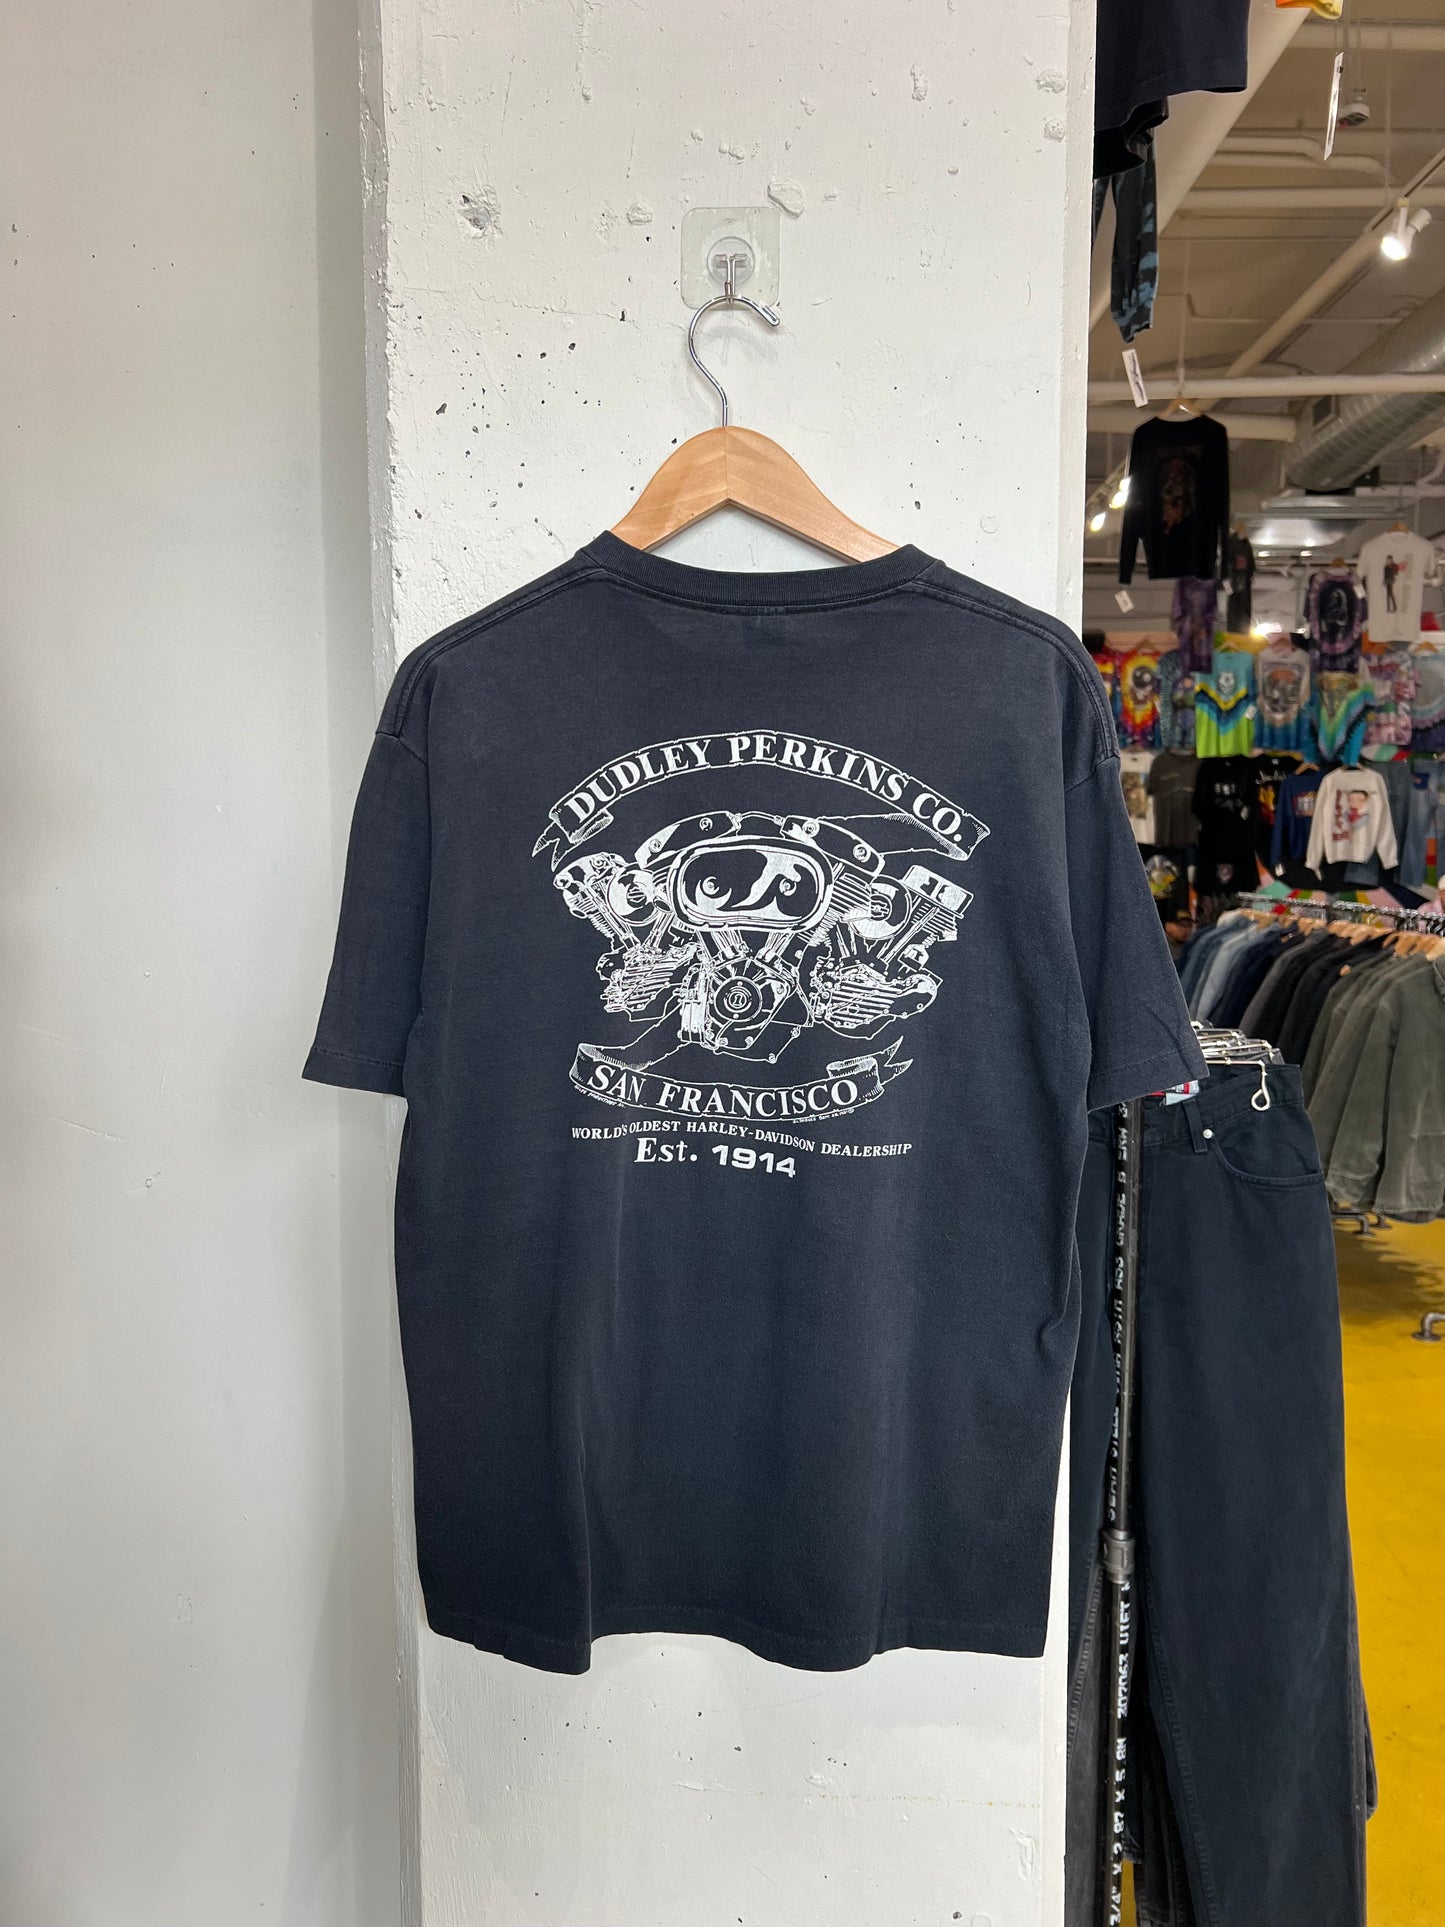 DUDLEY PERKINS CO.
SAN FRANCISCO
WORLD'S OLDEST HARLEY-DAVIDSON DEALERSHIP
Est. 1914